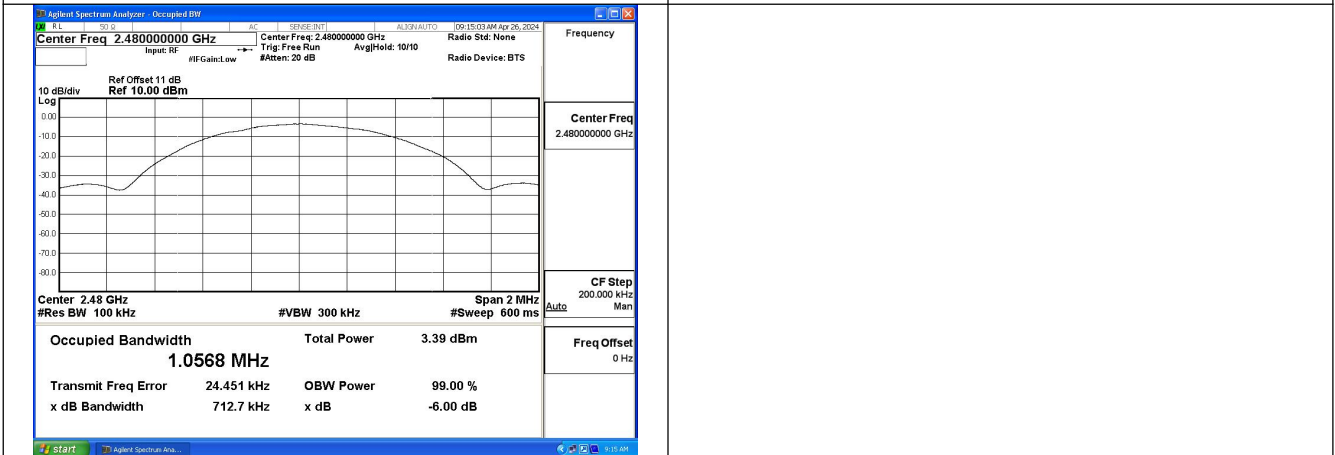 Agilent Spectrum Analyzer - Occupied BW
RL 50 Ω AC SENSE:INT ALIGN AUTO 09:15:03 AM Apr 26, 2024
Center Freq 2.480000000 GHz
Center Freq: 2.480000000 GHz Radio Std: None
Input: RF Trig: Free Run Avg|Hold: 10/10
#IFGain:Low #Atten: 20 dB Radio Device: BTS
Ref Offset 11 dB
10 dB/div Ref 10.00 dBm
Log
0.00
-10.0
-20.0
-30.0
-40.0
-50.0
-60.0
-70.0
-80.0
Center 2.48 GHz Span 2 MHz
#Res BW 100 kHz #VBW 300 kHz #Sweep 600 ms
Occupied Bandwidth Total Power 3.39 dBm
1.0568 MHz
Transmit Freq Error 24.451 kHz OBW Power 99.00 %
x dB Bandwidth 712.7 kHz x dB -6.00 dB
Frequency
Center Freq
2.480000000 GHz
CF Step
200.000 kHz
Auto Man
Freq Offset
0 Hz
start Agilent Spectrum Ana... 9:15 AM